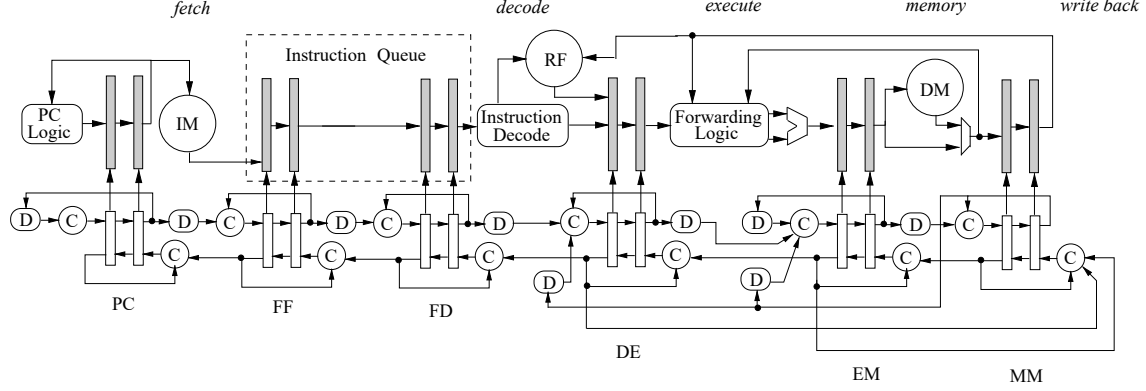 fetch
decode
execute
memory
write back
Instruction Queue
RF
DM
PC
Logic
IM
Instruction
Decode
Forwarding
Logic
D
C
D
C
D
C
D
C
D
D
C
D
C
C
C
C
C
C
C
D
D
PC
FF
FD
DE
EM
MM